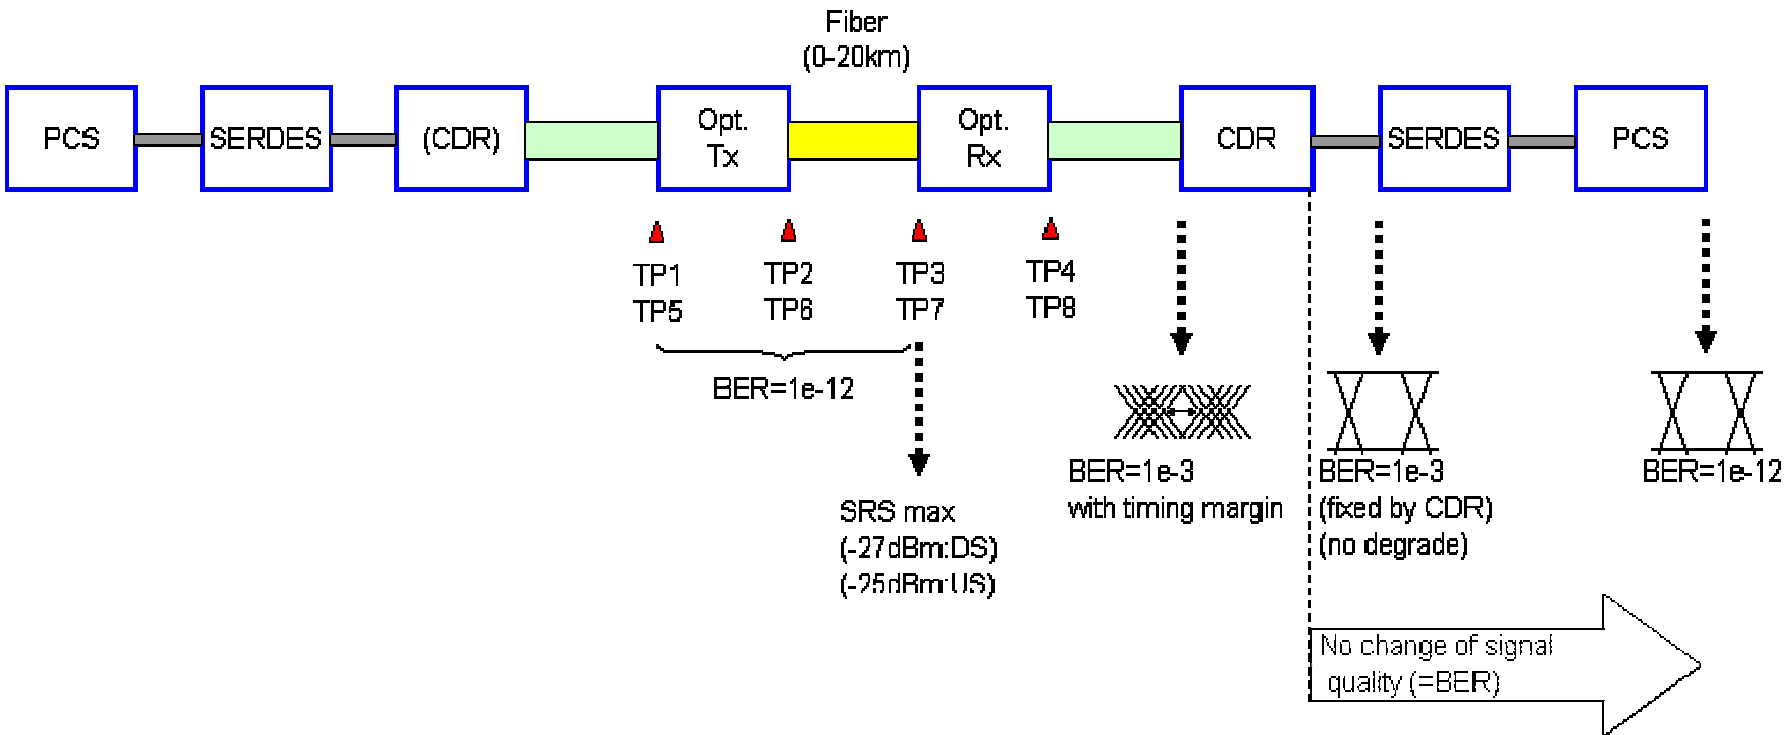 Fiber
(0-20km)
PCS
SERDES
(CDR)
Opt.
Tx
Opt.
Rx
CDR
SERDES
PCS
TP1
TP5
TP2
TP6
TP3
TP7
TP4
TP8
BER=1e-12
SRS max
(-27dBm:DS)
(-25dBm:US)
BER=1e-3
with timing margin
BER=1e-3
(fixed by CDR)
(no degrade)
BER=1e-12
No change of signal
quality (=BER)